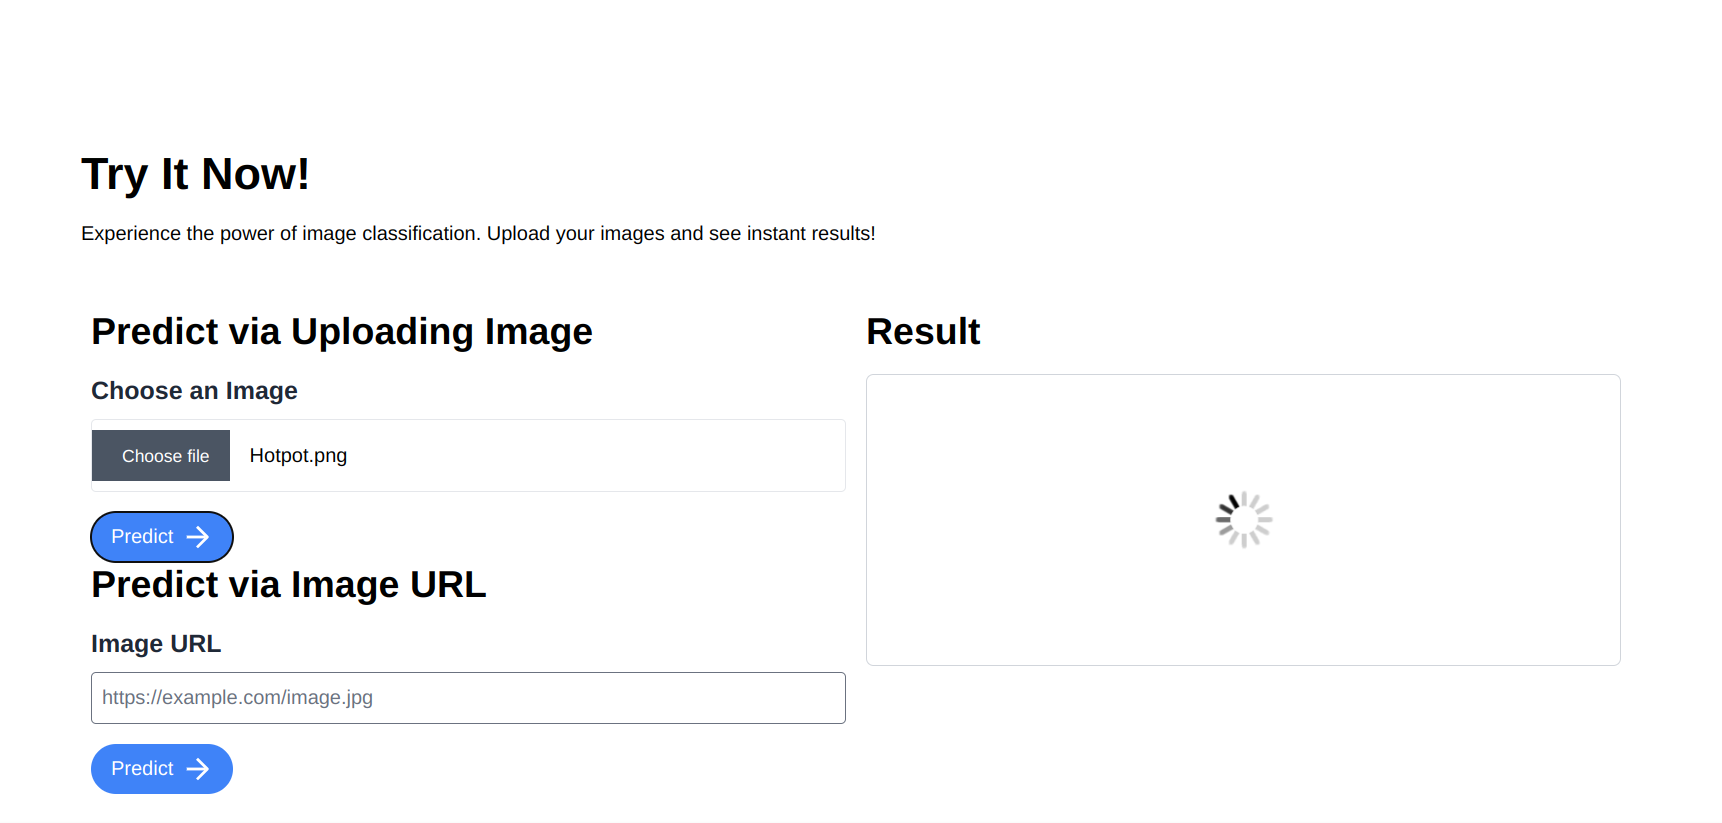 Try It Now!
Experience the power of image classification. Upload your images and see instant results!
Predict via Uploading Image
Choose an Image
Choose file Hotpot.png
Predict
Predict via Image URL
Image URL
https://example.com/image.jpg
Predict
Result